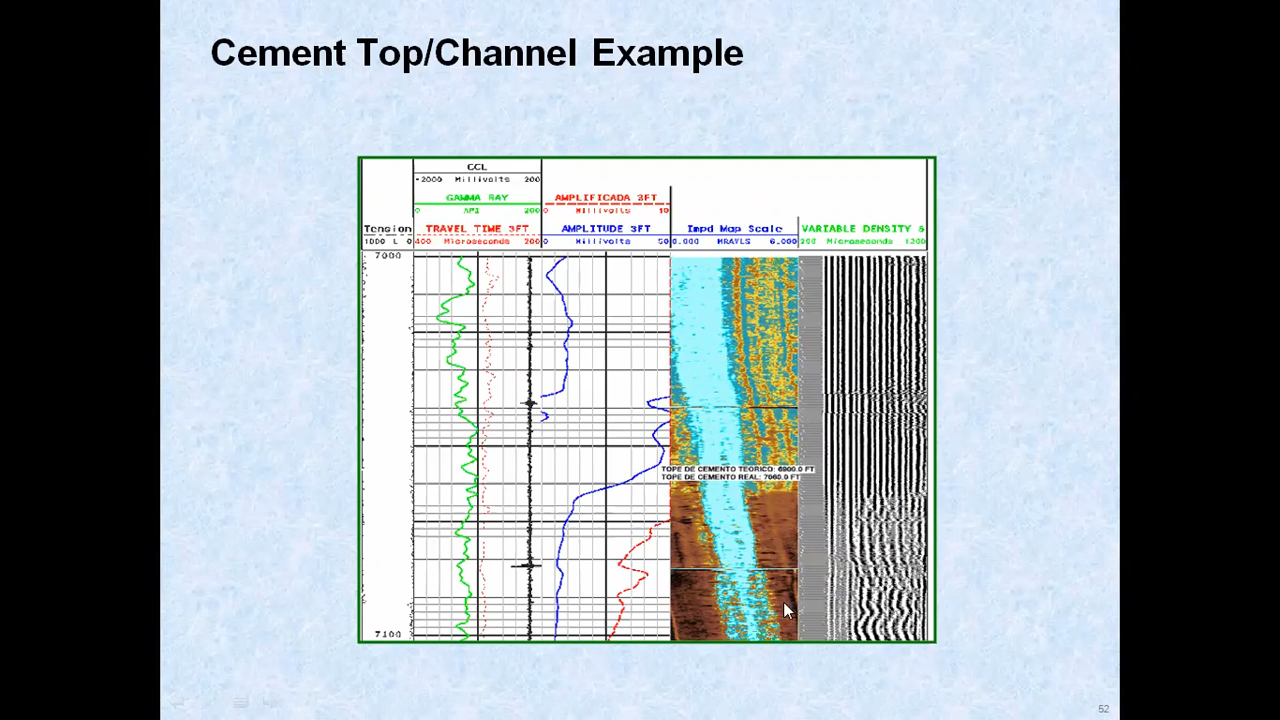 Cement Top/Channel Example
CCL
-2000 Millivolts 200
GAMMA RAY
0 API 200
AMPLIFICADA 3FT
0 Millivolts 10
Tension
TRAVEL TIME 3FT
AMPLITUDE 3FT
Impd Map Scale
VARIABLE DENSITY 5
1000 L 0
400 Microseconds 200
0 Millivolts 50
0.000 MRAYLS 6.000
200 Microseconds 1200
7000
TOPE DE CEMENTO TEORICO: 6900.0 FT
TOPE DE CEMENTO REAL: 7060.0 FT
7100
52